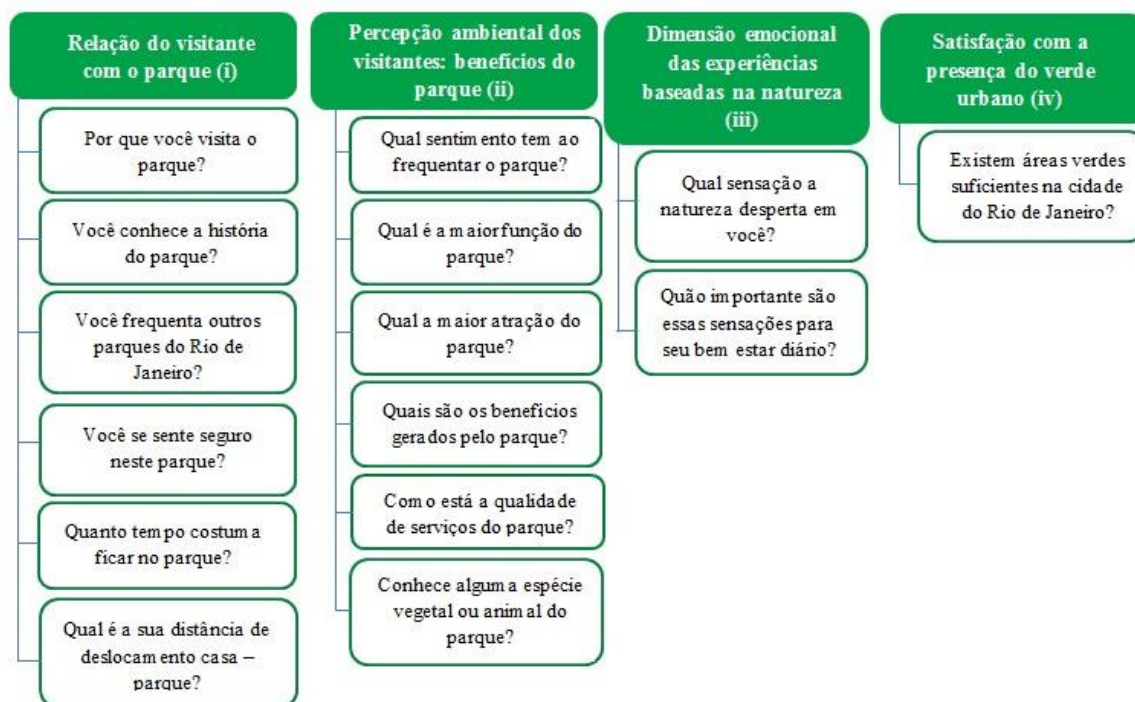 Relação do visitante
com o parque (i)
Por que você visita o
parque?
Você conhece a história
do parque?
Você frequenta outros
parques do Rio de
Janeiro?
Você se sente seguro
neste parque?
Quanto tempo costuma
ficar no parque?
Qual é a sua distância de
deslocamento casa –
parque?
Percepção ambiental dos
visitantes: benefícios do
parque (ii)
Qual sentimento tem ao
frequentar o parque?
Qual é a maior função do
parque?
Qual a maior atração do
parque?
Quais são os benefícios
gerados pelo parque?
Como está a qualidade
de serviços do parque?
Conhece alguma espécie
vegetal ou animal do
parque?
Dimensão emocional
das experiências
baseadas na natureza
(iii)
Qual sensação a
natureza desperta em
você?
Quão importante são
essas sensações para
seu bem estar diário?
Satisfação com a
presença do verde
urbano (iv)
Existem áreas verdes
suficientes na cidade
do Rio de Janeiro?